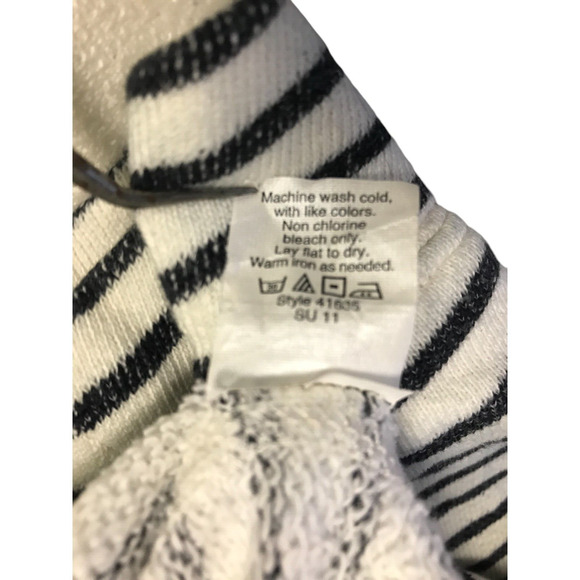 Machine wash cold,
with like colors.
Non chlorine
bleach only.
Lay flat to dry.
Warm iron as needed.
30
Style 41635
SU 11